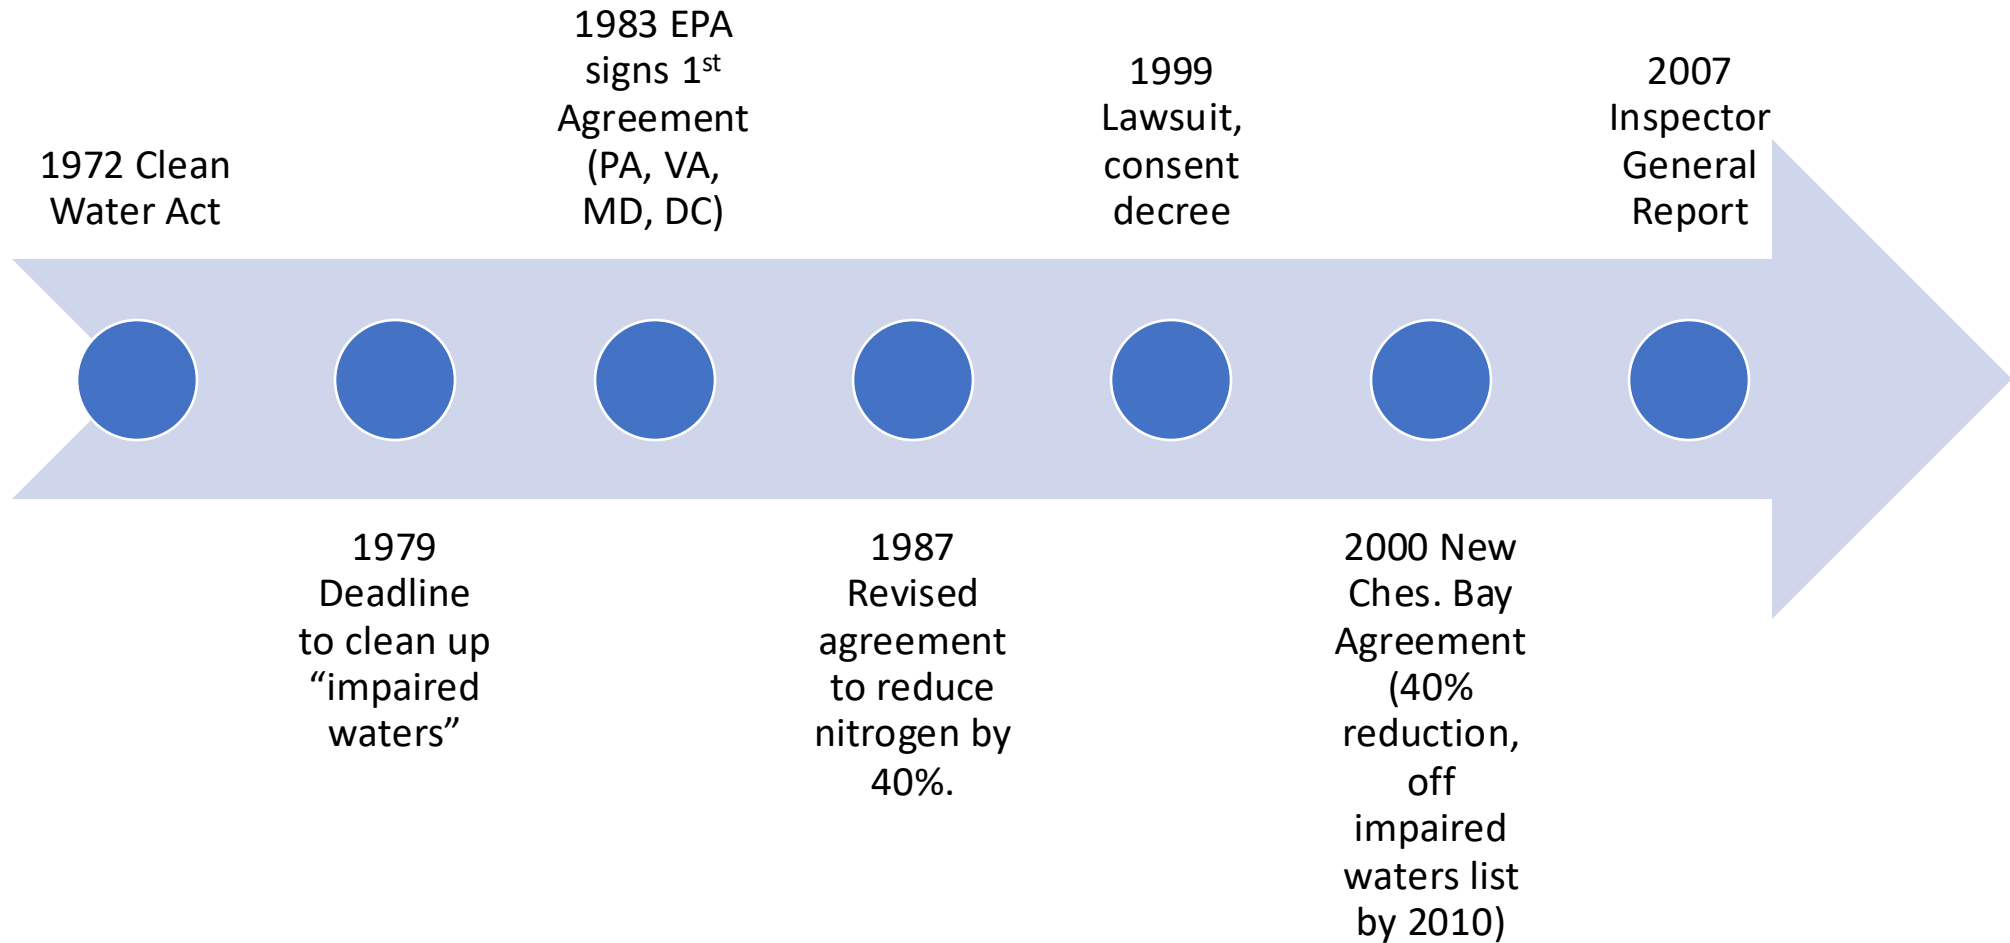 1972 Clean
Water Act
1979
Deadline
to clean up
“impaired
waters”
1983 EPA
signs 1st
Agreement
(PA, VA,
MD, DC)
1987
Revised
agreement
to reduce
nitrogen by
40%.
1999
Lawsuit,
consent
decree
2000 New
Ches. Bay
Agreement
(40%
reduction,
off
impaired
waters list
by 2010)
2007
Inspector
General
Report